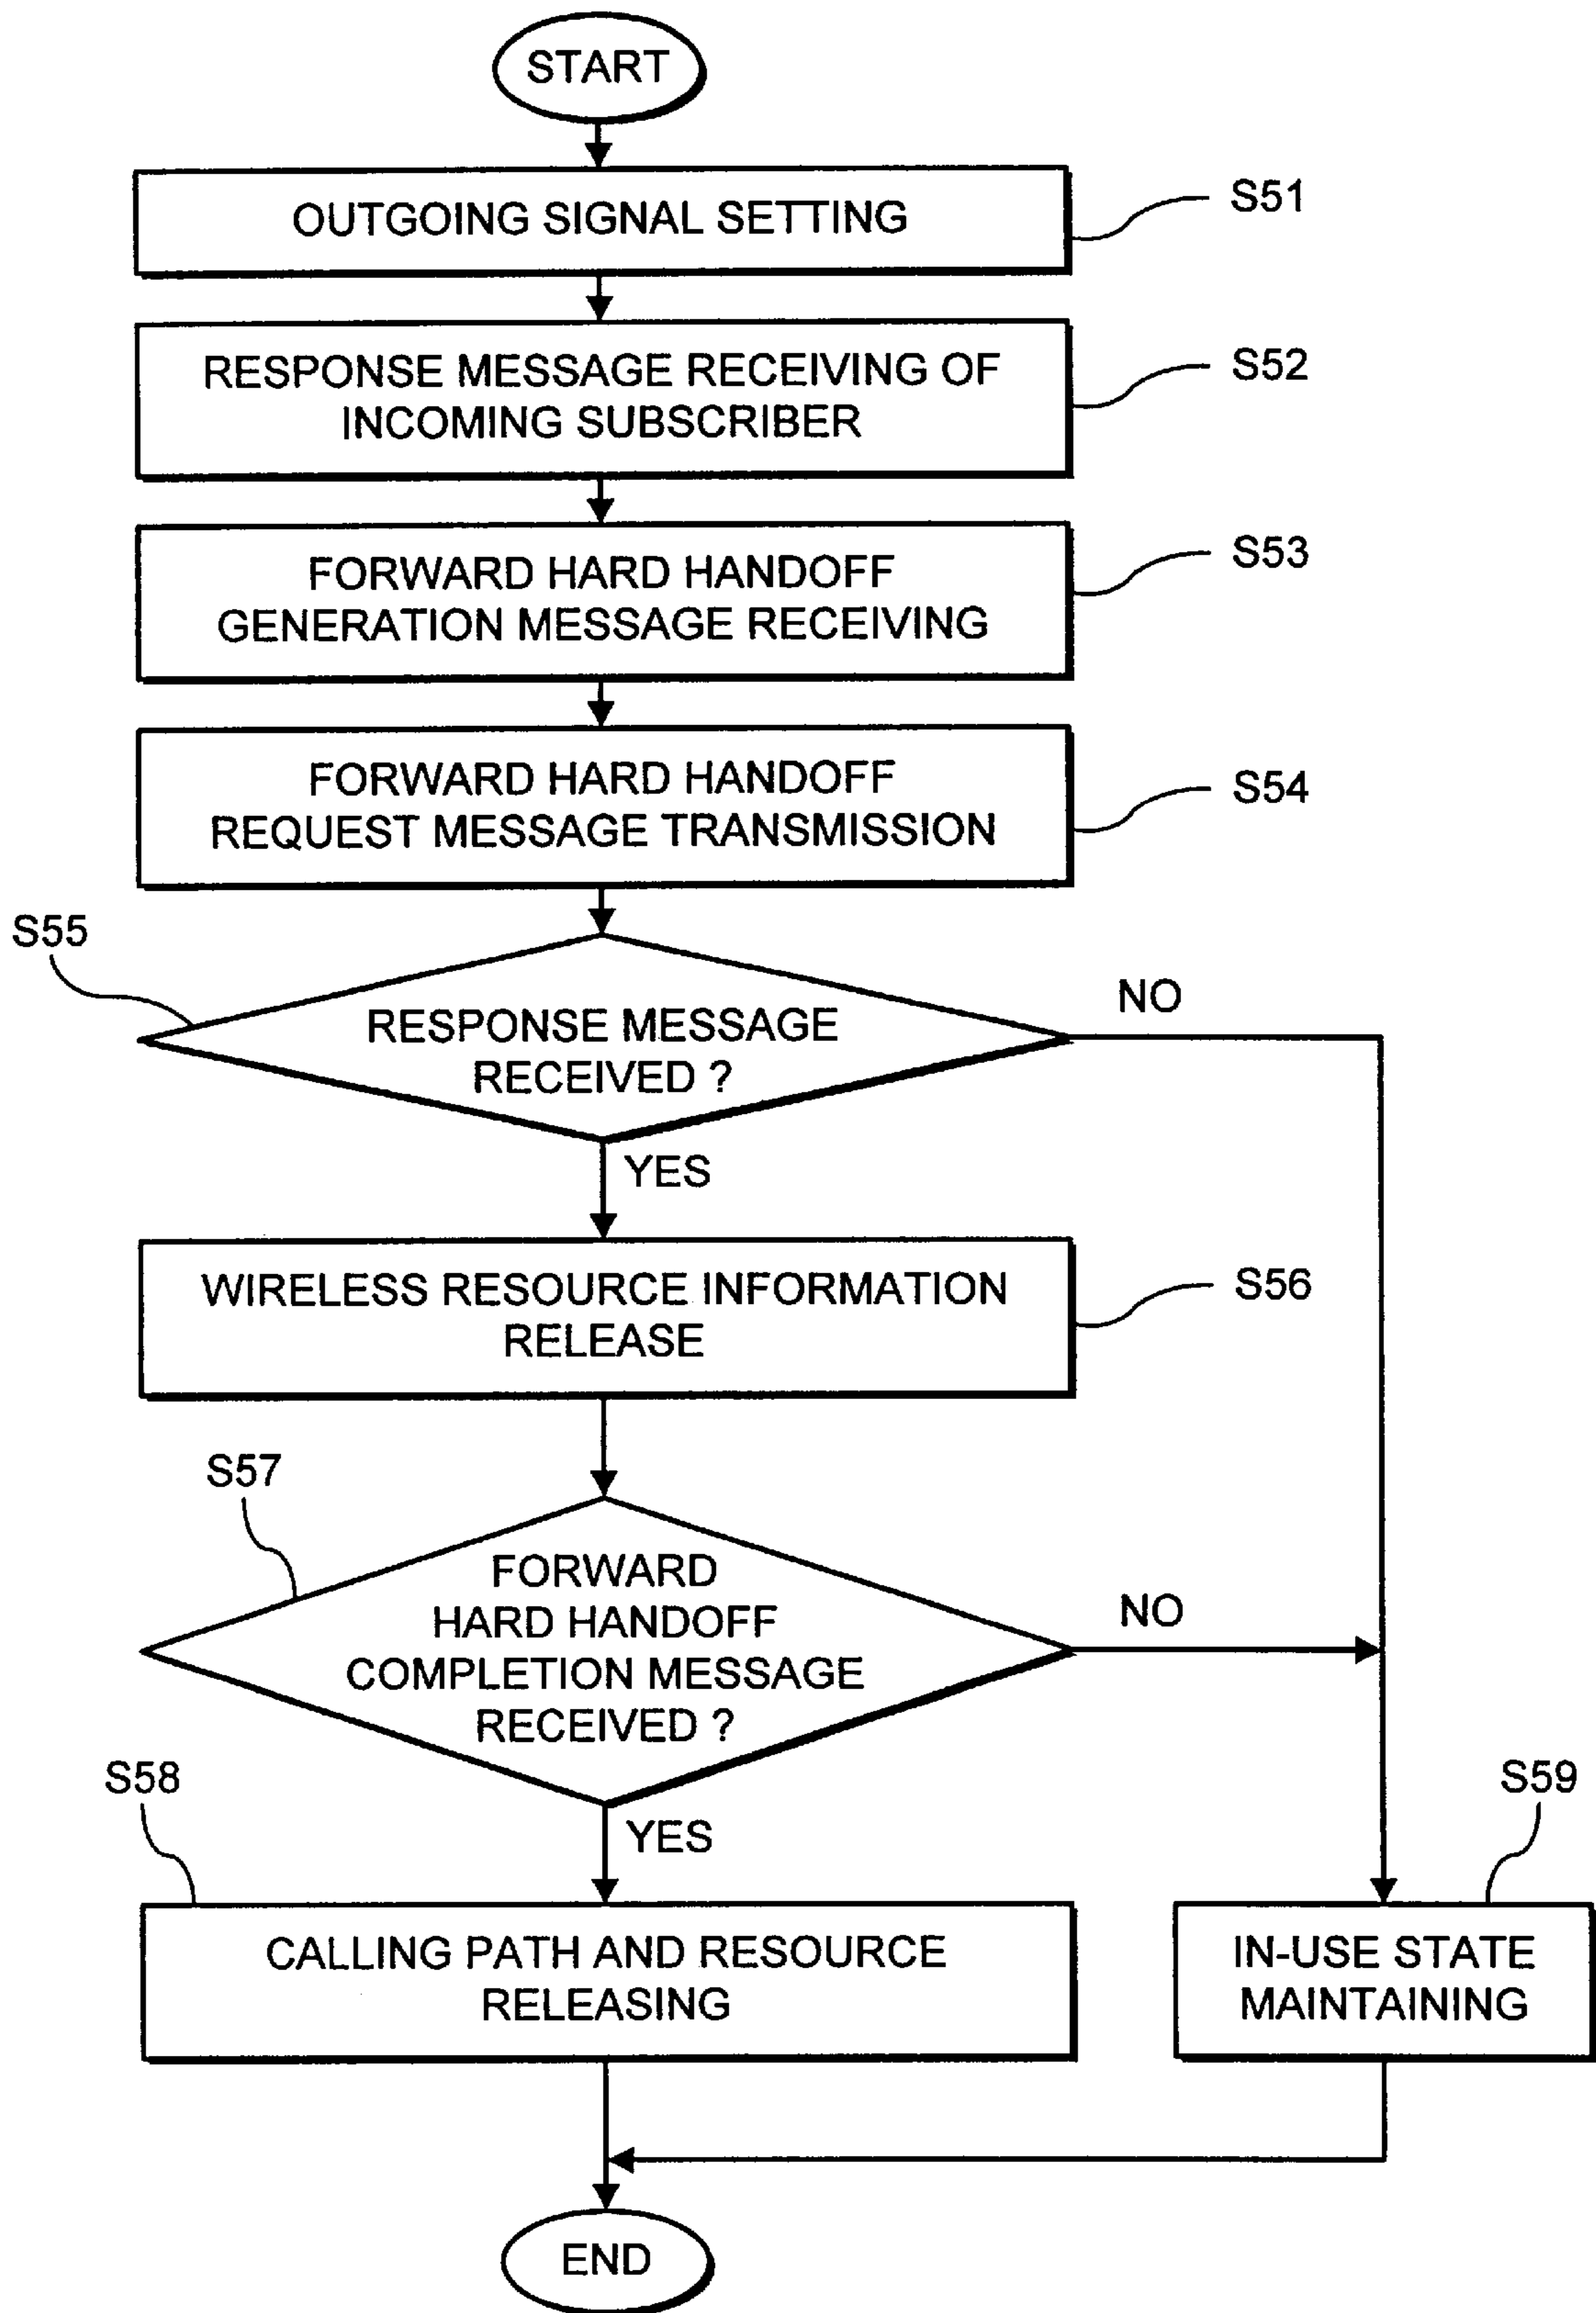 START
OUTGOING SIGNAL SETTING
S51
RESPONSE MESSAGE RECEIVING OF
INCOMING SUBSCRIBER
S52
FORWARD HARD HANDOFF
GENERATION MESSAGE RECEIVING
S53
FORWARD HARD HANDOFF
REQUEST MESSAGE TRANSMISSION
S54
S55
RESPONSE MESSAGE
RECEIVED ?
NO
YES
WIRELESS RESOURCE INFORMATION
RELEASE
S56
S57
FORWARD
HARD HANDOFF
COMPLETION MESSAGE
RECEIVED ?
NO
YES
S58
CALLING PATH AND RESOURCE
RELEASING
S59
IN-USE STATE
MAINTAINING
END